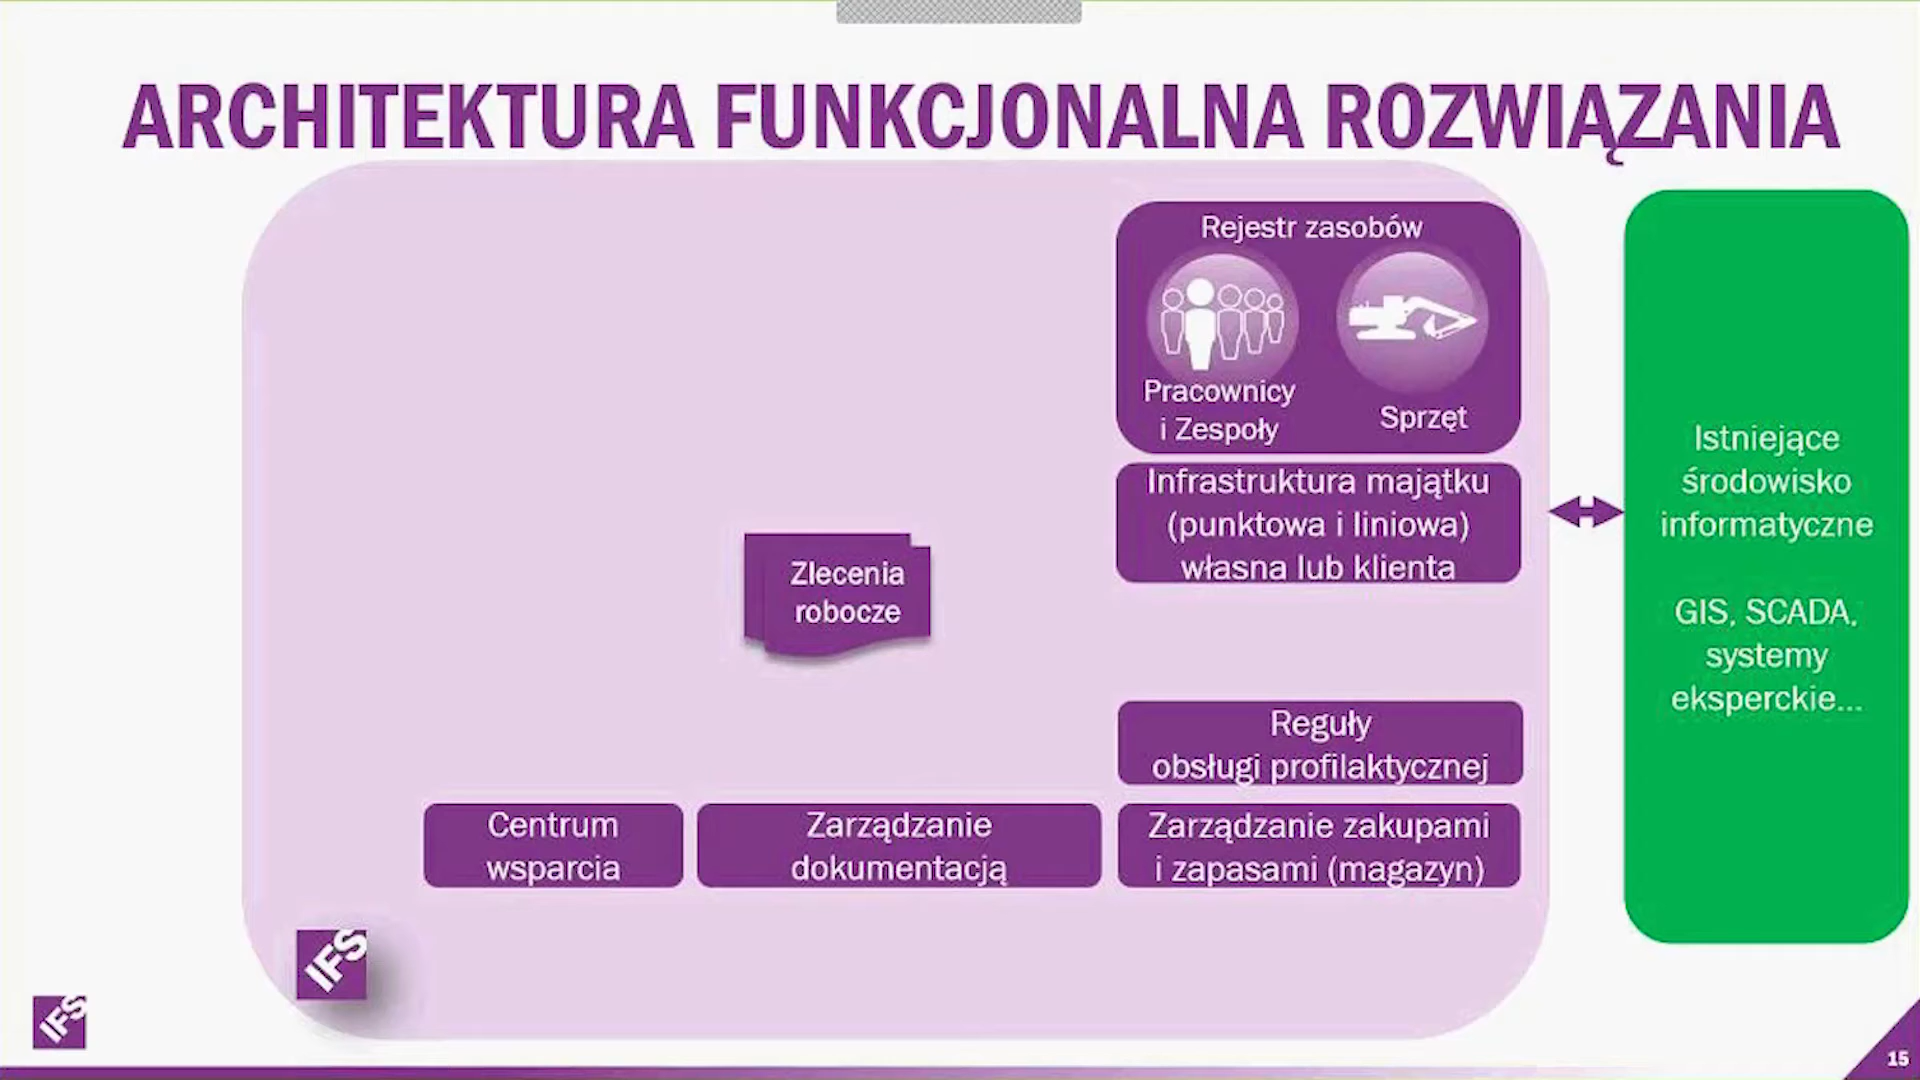 ARCHITEKTURA FUNKCJONALNA ROZWIĄZANIA
Rejestr zasobów
Pracownicy
i Zespoły
Sprzęt
Infrastruktura majątku
(punktowa i liniowa)
własna lub klienta
Zlecenia
robocze
Reguły
obsługi profilaktycznej
Centrum
wsparcia
Zarządzanie
dokumentacją
Zarządzanie zakupami
i zapasami (magazyn)
Istniejące
środowisko
informatyczne
GIS, SCADA,
systemy
eksperckie...
IFS
IFS
15